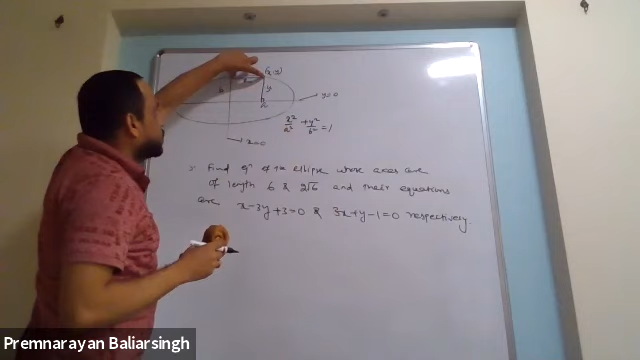 (x,y)
b
y
y=0
x²/a² + y²/b² = 1
x=0
Find eqn of the ellipse whose axes are
of length 6 & 2√6 and their equations
are x-3y+3=0 & 3x+y-1=0 respectively.
Premnarayan Baliarsingh